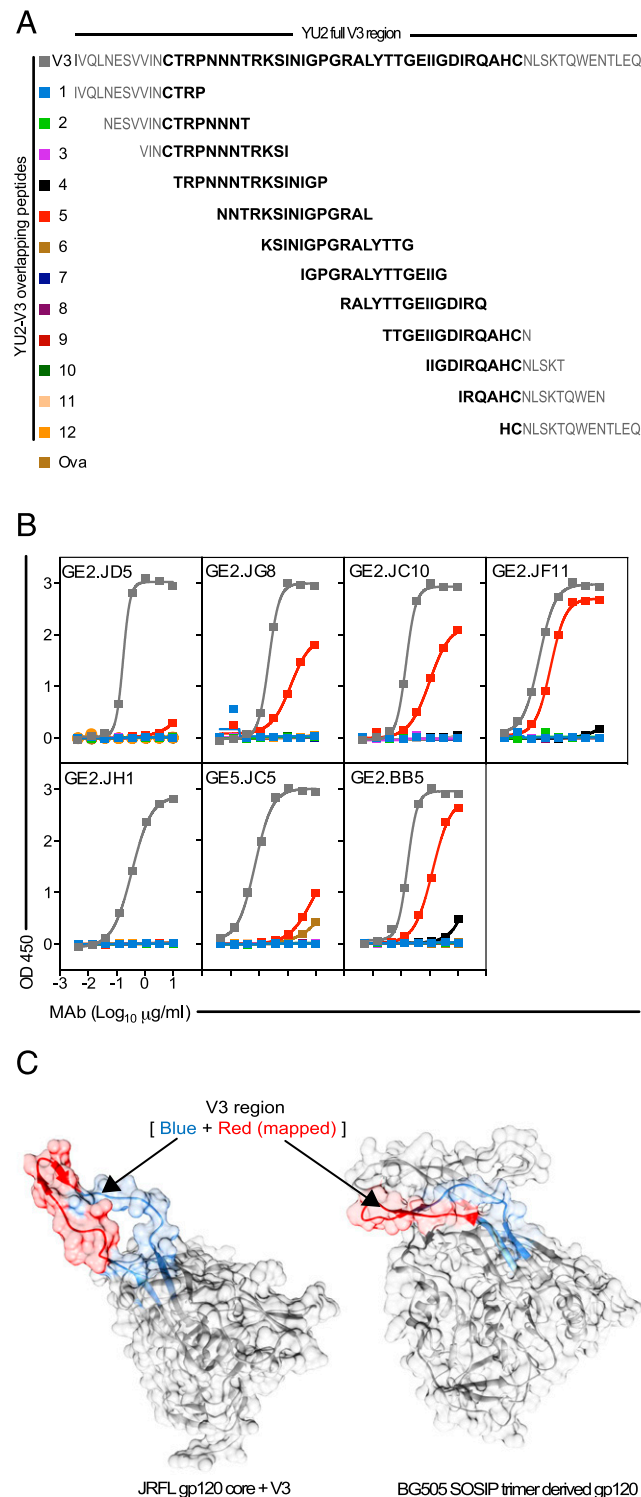 A
YU2 full V3 region
V3 IVQLNESVVINCTRPNNNTRKSINIGPGRALYTTGEIIGDIRQAHCNLSKTQWENTLEQ
1 IVQLNESVVINCTRP
2 NESVVINCTRPNNNT
3 VINCTRPNNNTRKSI
4 TRPNNNTRKSINIGP
5 NNTRKSINIGPGRAL
6 KSINIGPGRALYTTG
7 IGPGRALYTTGEIIG
8 RALYTTGEIIGDIRQ
9 TTGEIIGDIRQAHCN
10 IIGDIRQAHCNLSKT
11 IRQAHCNLSKTQWEN
12 HCNLSKTQWENTLEQ
Ova
YU2-V3 overlapping peptides
B
GE2.JD5 GE2.JG8 GE2.JC10 GE2.JF11
3
2
1
0
GE2.JH1 GE5.JC5 GE2.BB5
3
2
1
0
OD 450
-3 -2 -1 0 1
MAb (Log10 µg/ml)
C
V3 region
[ Blue + Red (mapped) ]
JRFL gp120 core + V3 BG505 SOSIP trimer derived gp120